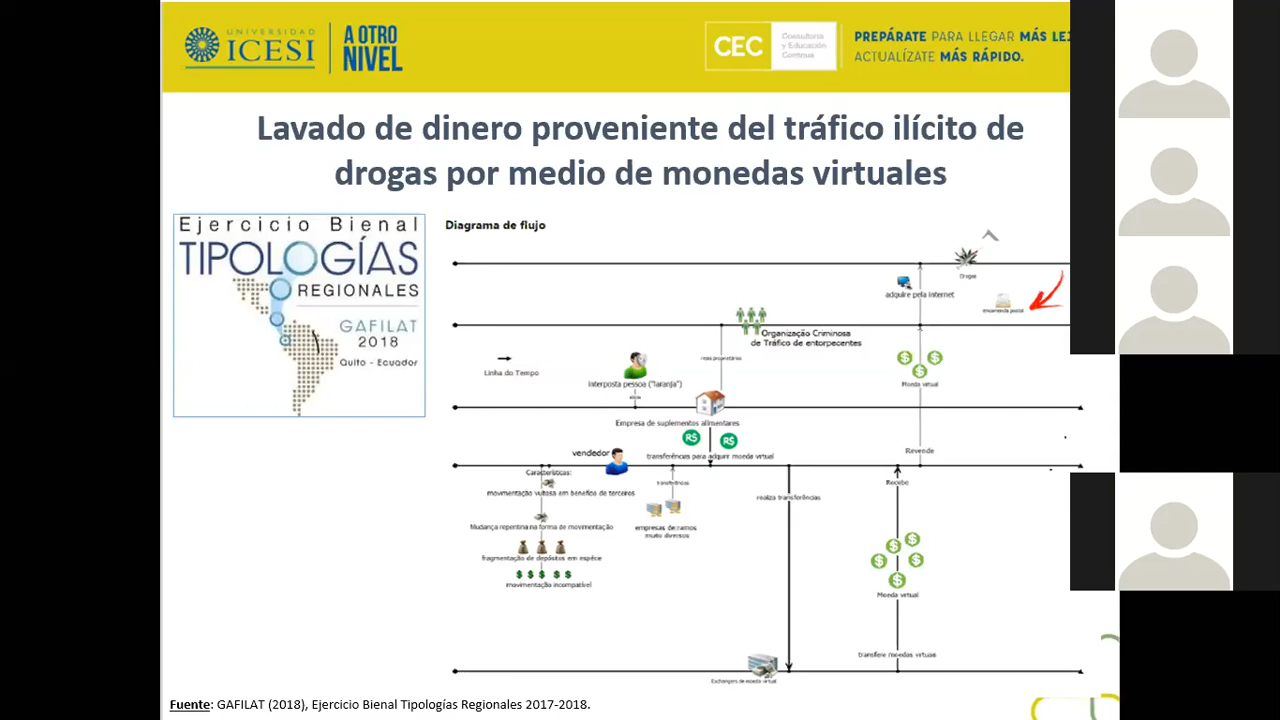 UNIVERSIDAD
ICESI
A OTRO
NIVEL
CEC
Consultoría
y Educación
Continua
PREPÁRATE PARA LLEGAR MÁS LE
ACTUALÍZATE MÁS RÁPIDO.
Lavado de dinero proveniente del tráfico ilícito de
drogas por medio de monedas virtuales
Ejercicio Bienal
TIPOLOGÍAS
REGIONALES
GAFILAT
2018
Quito - Ecuador
Diagrama de flujo
Drogas
adquire pela internet
encomenda postal
Organização Criminosa
de Tráfico de entorpecentes
Linha do Tempo
Interposta pessoa ("laranja")
Moeda virtual
Empresa de suplementos alimentares
R$ R$
transferências para adquirir moeda virtual
Revende
vendedor
Características:
transferências
Recebe
movimentação vultosa em benefício de terceiros
realiza transferências
Mudança repentina na forma de movimentação
empresas de ramos
muito diversos
fragmentação de depósitos em espécie
movimentação incompatível
Moeda virtual
transfere moedas virtuais
Exchangers de moeda virtual
Fuente: GAFILAT (2018), Ejercicio Bienal Tipologías Regionales 2017-2018.